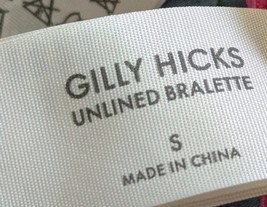 GILLY HICKS
UNLINED BRALETTE
S
MADE IN CHINA